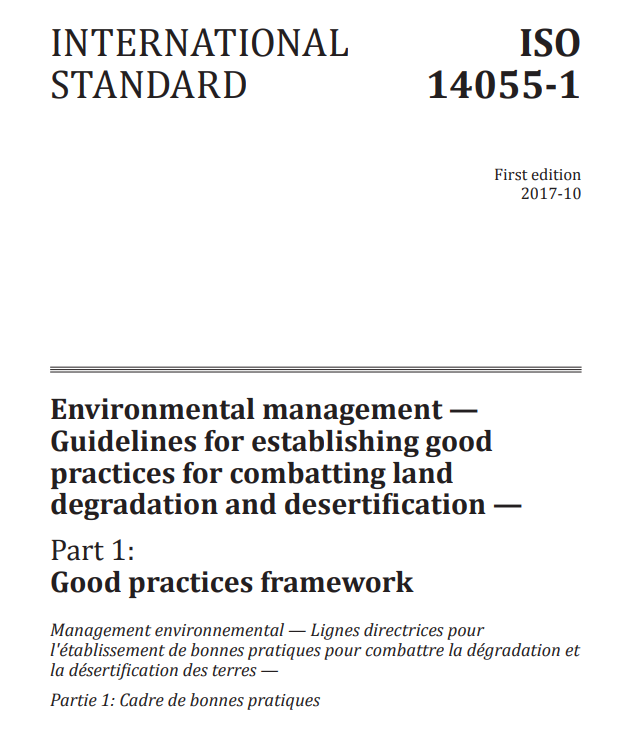 INTERNATIONAL STANDARD
ISO 14055-1
First edition
2017-10
Environmental management —
Guidelines for establishing good
practices for combatting land
degradation and desertification —
Part 1:
Good practices framework
Management environnemental — Lignes directrices pour
l'établissement de bonnes pratiques pour combattre la dégradation et
la désertification des terres —
Partie 1: Cadre de bonnes pratiques